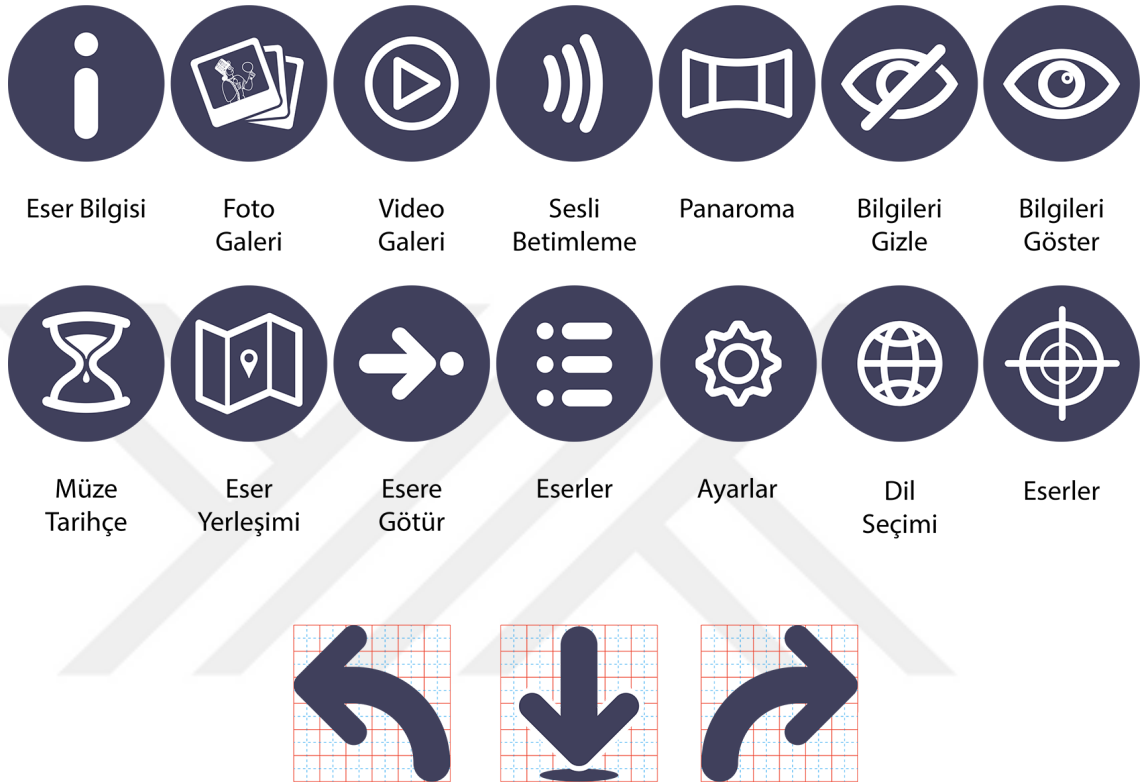 Eser Bilgisi
Foto
Galeri
Video
Galeri
Sesli
Betimleme
Panaroma
Bilgileri
Gizle
Bilgileri
Göster
Müze
Tarihçe
Eser
Yerleşimi
Esere
Götür
Eserler
Ayarlar
Dil
Seçimi
Eserler